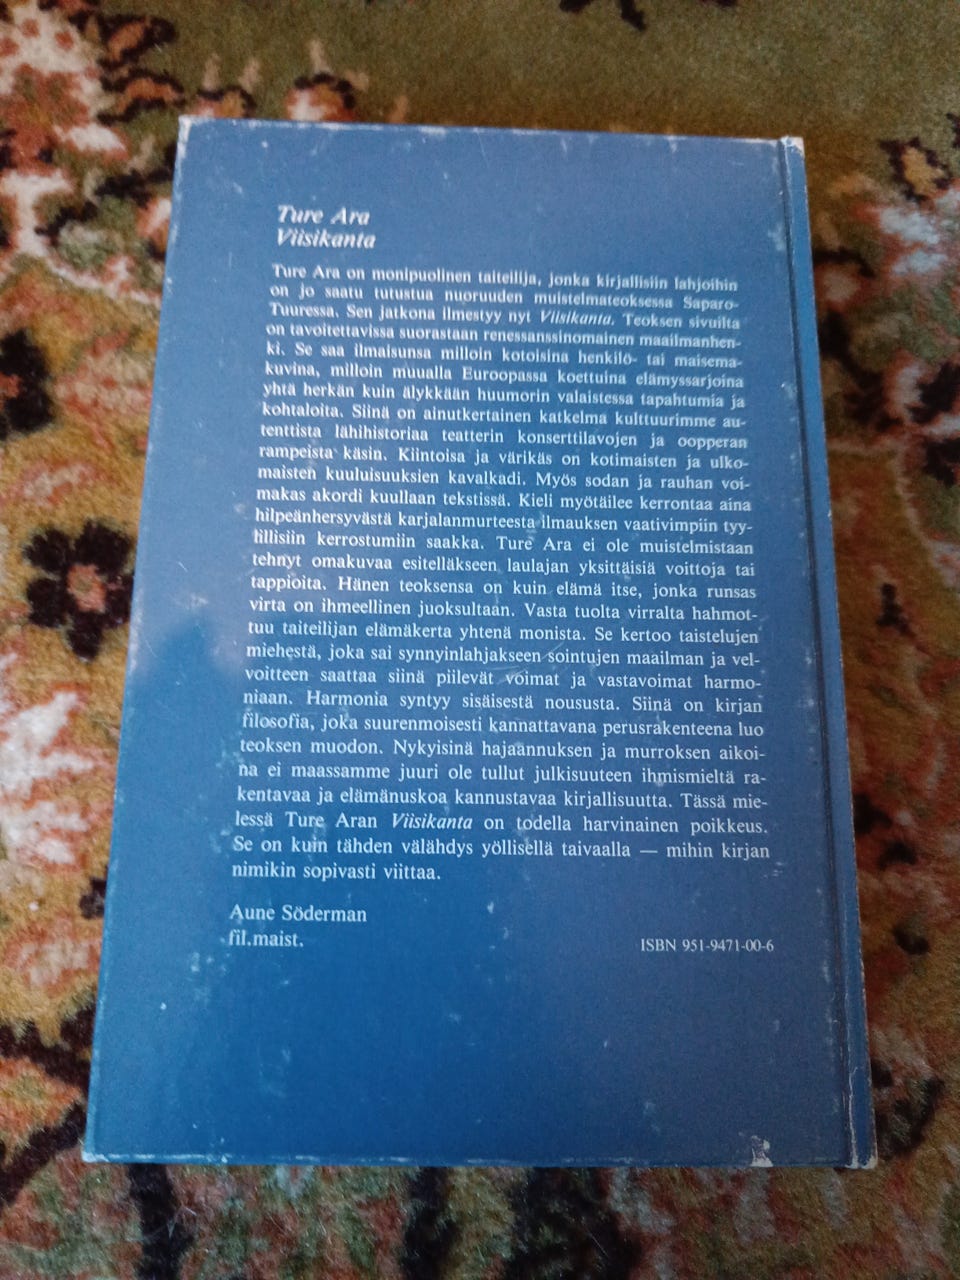 Ture Ara
Viisikanta
Ture Ara on monipuolinen taiteilija, jonka kirjallisiin lahjoihin
on jo saatu tutustua nuoruuden muistelmateoksessa Saparo-
Tuuressa. Sen jatkona ilmestyy nyt Viisikanta. Teoksen sivuilta
on tavoitettavissa suorastaan renessanssinomainen maailmanhen-
ki. Se saa ilmaisunsa milloin kotoisina henkilö- tai maisema-
kuvina, milloin muualla Euroopassa koettuina elämyssarjoina
yhtä herkän kuin älykkään huumorin valaistessa tapahtumia ja
kohtaloita. Siinä on ainutkertainen katkelma kulttuurimme au-
tenttista lähihistoriaa teatterin konserttilavojen ja oopperan
rampeista käsin. Kiintoisa ja värikäs on kotimaisten ja ulko-
maisten kuuluisuuksien kavalkadi. Myös sodan ja rauhan voi-
makas akordi kuullaan tekstissä. Kieli myötäilee kerrontaa aina
hilpeänhersyvästä karjalanmurteesta ilmauksen vaativimpiin tyy-
lillisiin kerrostumiin saakka. Ture Ara ei ole muistelmistaan
tehnyt omakuvaa esitelläkseen laulajan yksittäisiä voittoja tai
tappioita. Hänen teoksensa on kuin elämä itse, jonka runsas
virta on ihmeellinen juoksultaan. Vasta tuolta virralta hahmot-
tuu taiteilijan elämäkerta yhtenä monista. Se kertoo taistelujen
miehestä, joka sai synnyinlahjakseen sointujen maailman ja vel-
voitteen saattaa siinä piilevät voimat ja vastavoimat harmo-
niaan. Harmonia syntyy sisäisestä noususta. Siinä on kirjan
filosofia, joka suurenmoisesti kannattavana perusrakenteena luo
teoksen muodon. Nykyisinä hajaannuksen ja murroksen aikoi-
na ei maassamme juuri ole tullut julkisuuteen ihmismieltä ra-
kentavaa ja elämänuskoa kannustavaa kirjallisuutta. Tässä mie-
lessä Ture Aran Viisikanta on todella harvinainen poikkeus.
Se on kuin tähden välähdys yöllisellä taivaalla — mihin kirjan
nimikin sopivasti viittaa.
Aune Söderman
fil.maist.
ISBN 951-9471-00-6